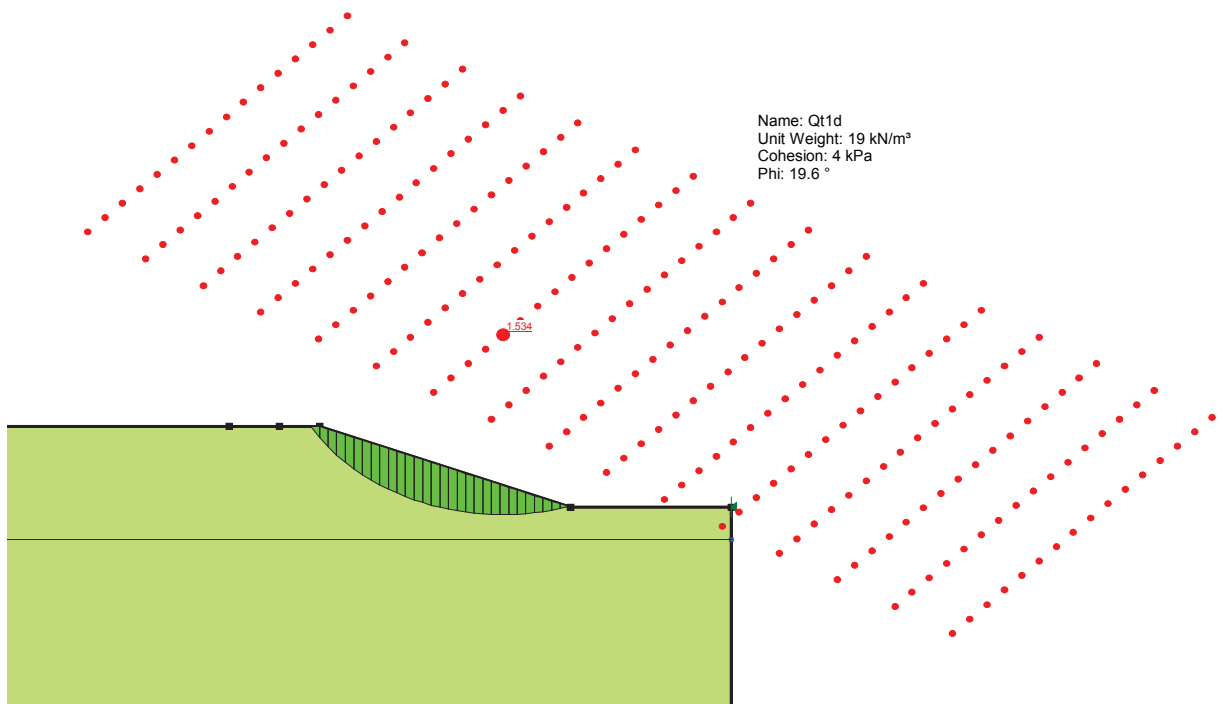 Name: Qt1d
Unit Weight: 19 kN/m³
Cohesion: 4 kPa
Phi: 19.6 °
1.534